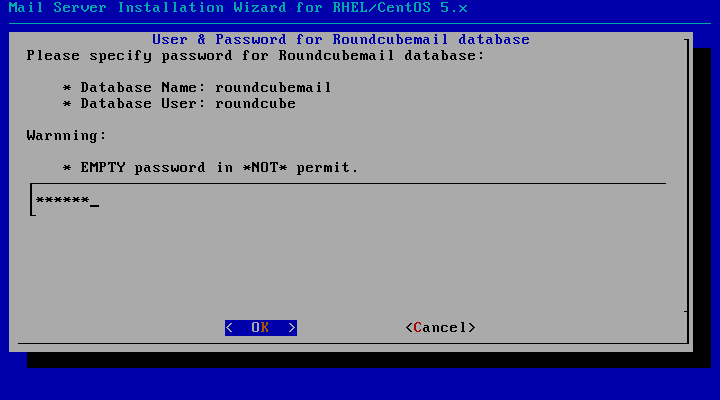 Mail Server Installation Wizard for RHEL/CentOS 5.x
User & Password for Roundcubemail database
Please specify password for Roundcubemail database:
* Database Name: roundcubemail
* Database User: roundcube
Warnning:
* EMPTY password in *NOT* permit.
******_
< OK > <Cancel>